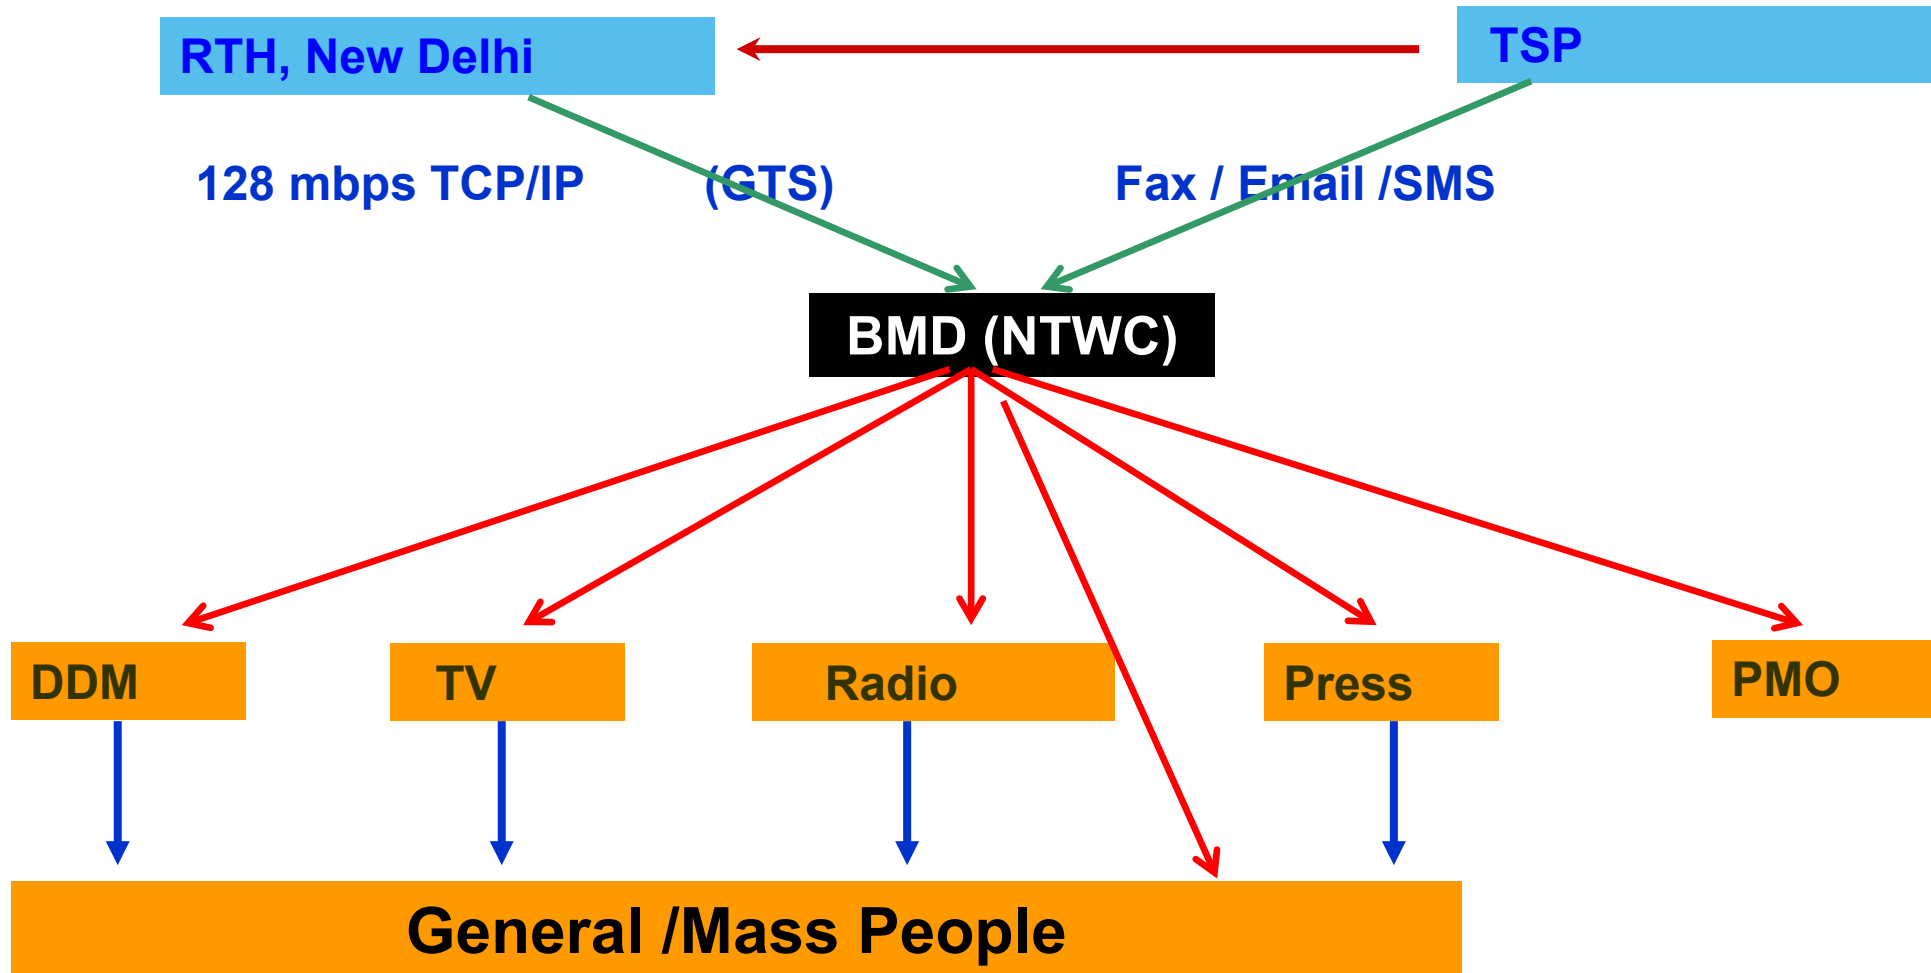 RTH, New Delhi
TSP
128 mbps TCP/IP (GTS)
Fax / Email /SMS
BMD (NTWC)
DDM
TV
Radio
Press
PMO
General /Mass People